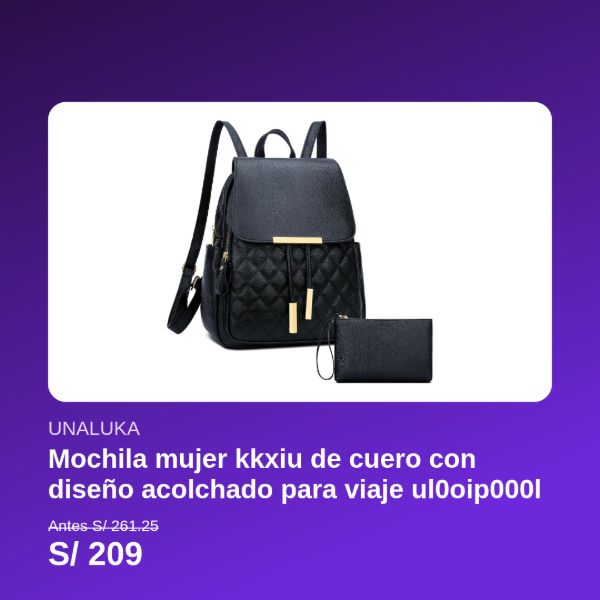 UNALUKA
Mochila mujer kkxiu de cuero con
diseño acolchado para viaje ul0oip000l
Antes S/ 261.25
S/ 209